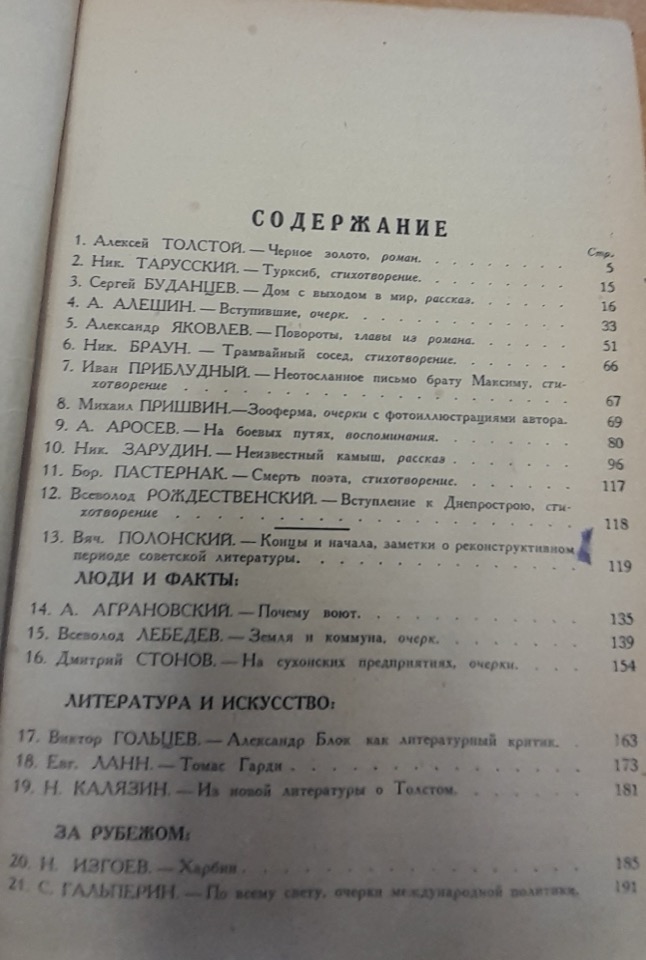 СОДЕРЖАНИЕ
Стр.
1. Алексей ТОЛСТОЙ. — Черное золото, роман. 5
2. Ник. ТАРУССКИЙ. — Турксиб, стихотворение. 15
3. Сергей БУДАНЦЕВ. — Дом с выходом в мир, рассказ. 16
4. А. АЛЕШИН. — Вступившие, очерк. 33
5. Александр ЯКОВЛЕВ. — Повороты, главы из романа. 51
6. Ник. БРАУН. — Трамвайный сосед, стихотворение. 66
7. Иван ПРИБЛУДНЫЙ. — Неотосланное письмо брату Максиму, сти-
хотворение 67
8. Михаил ПРИШВИН. — Зооферма, очерки с фотоиллюстрациями автора. 69
9. А. АРОСЕВ. — На боевых путях, воспоминания. 80
10. Ник. ЗАРУДИН. — Неизвестный камыш, рассказ 96
11. Бор. ПАСТЕРНАК. — Смерть поэта, стихотворение. 117
12. Всеволод РОЖДЕСТВЕНСКИЙ. — Вступление к Днепрострою, сти-
хотворение 118
13. Вяч. ПОЛОНСКИЙ. — Концы и начала, заметки о реконструктивном
периоде советской литературы. 119
ЛЮДИ И ФАКТЫ:
14. А. АГРАНОВСКИЙ. — Почему воют. 135
15. Всеволод ЛЕБЕДЕВ. — Земля и коммуна, очерк. 139
16. Дмитрий СТОНОВ. — На сухонских предприятиях, очерки. 154
ЛИТЕРАТУРА И ИСКУССТВО:
17. Виктор ГОЛЬЦЕВ. — Александр Блок как литературный критик. 163
18. Евг. ЛАНН. — Томас Гарди 173
19. Н. КАЛЯЗИН. — Из новой литературы о Толстом. 181
ЗА РУБЕЖОМ:
20. Н. ИЗГОЕВ. — Харбин 185
21. С. ГАЛЬПЕРИН. — По всему свету, очерки международной политики. 191